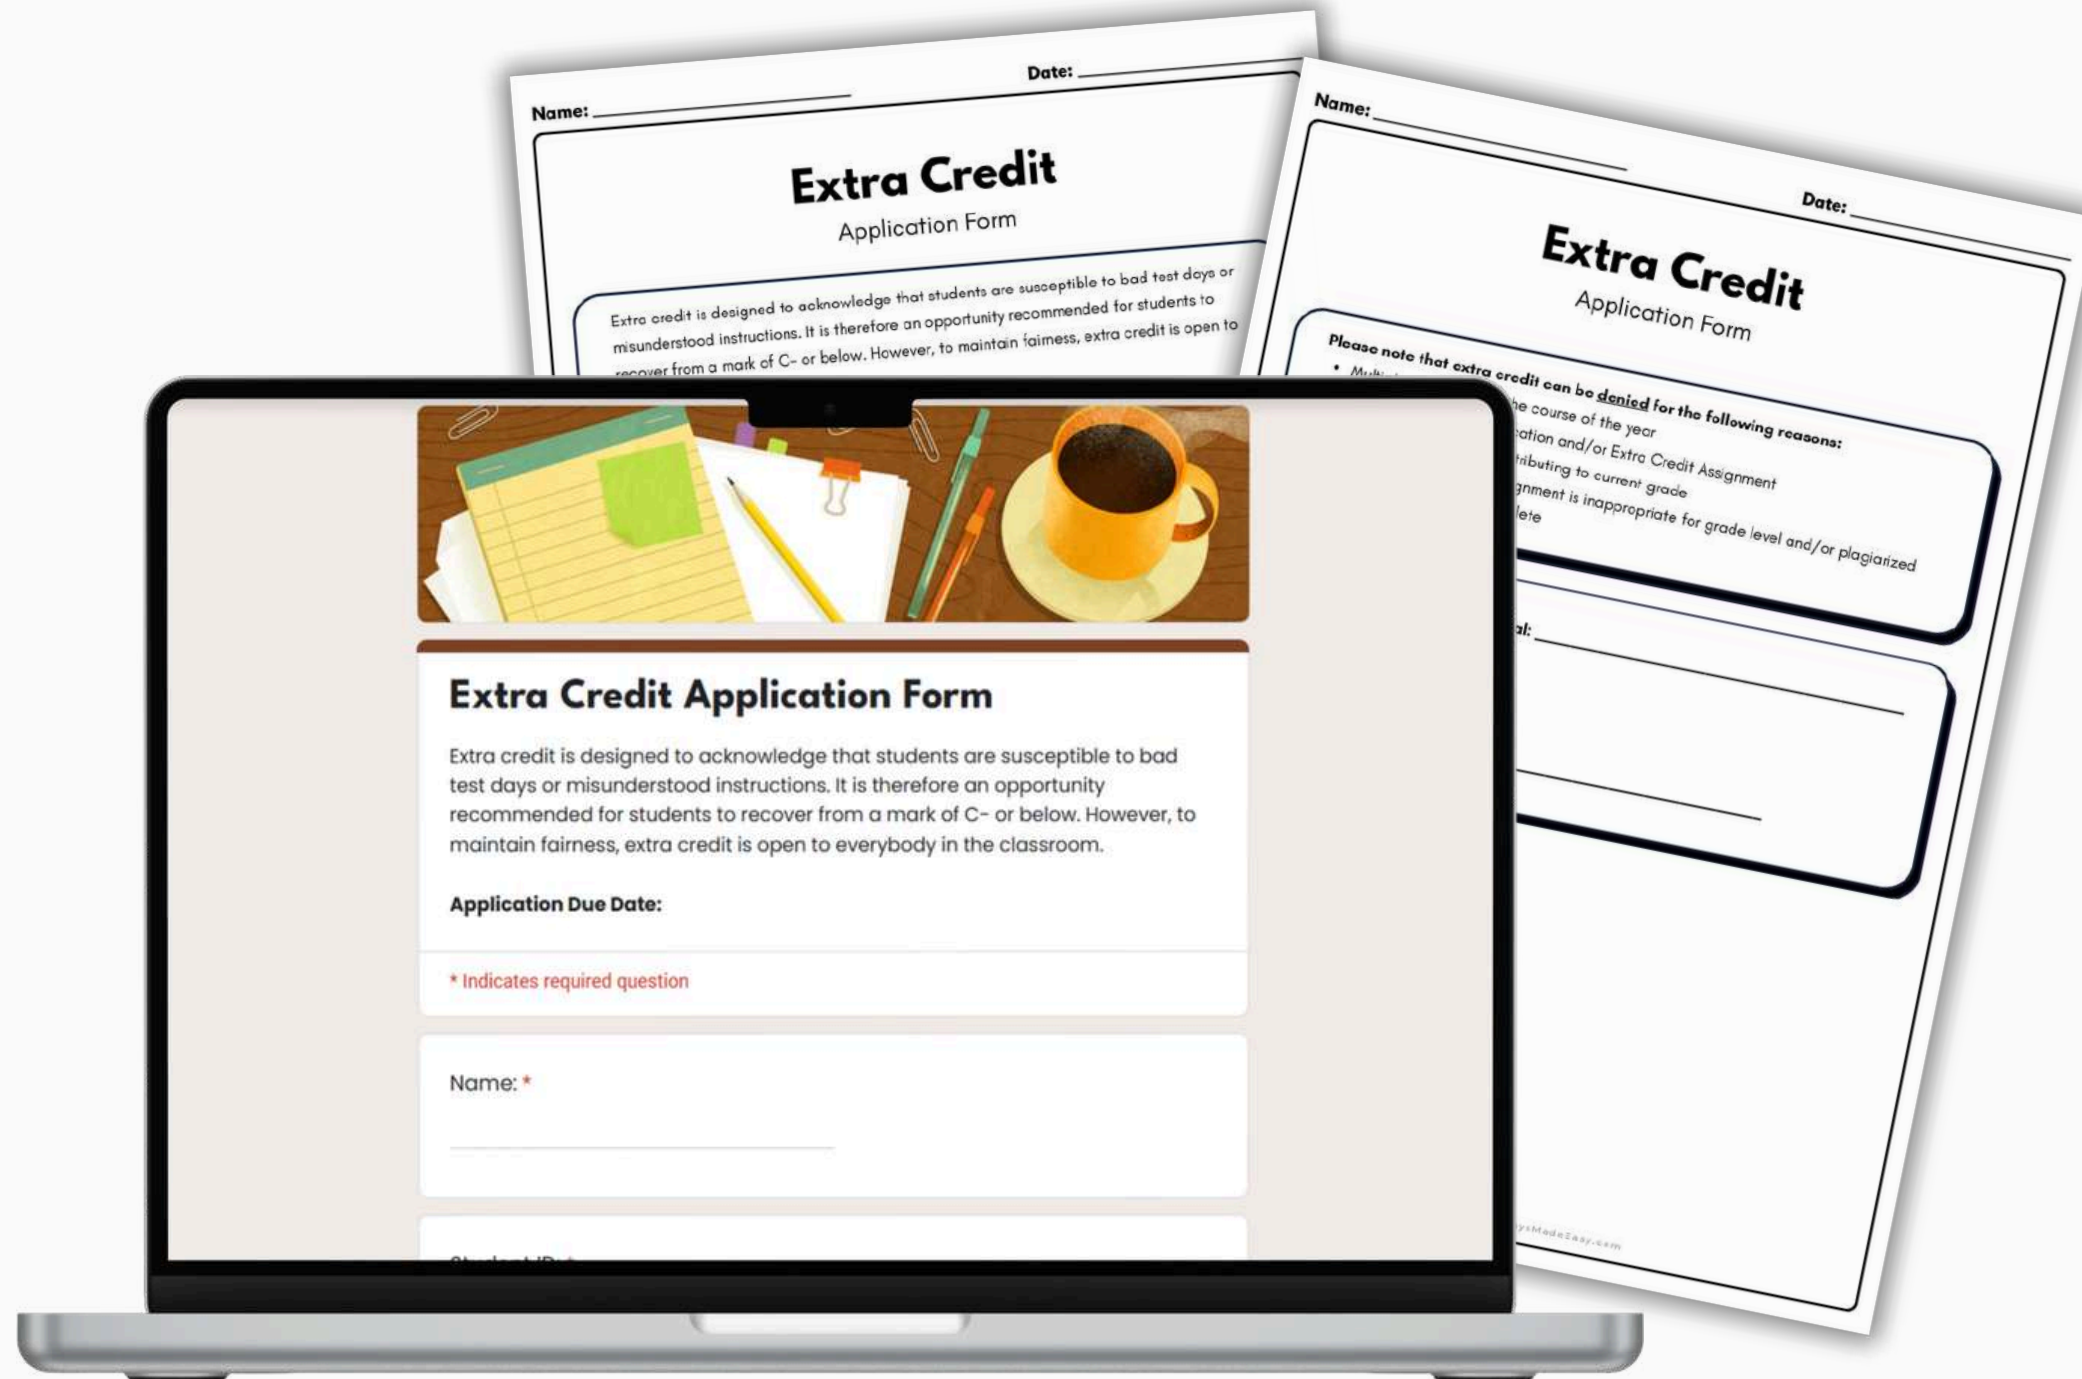 Name:
Date:
Extra Credit
Application Form
Extra credit is designed to acknowledge that students are susceptible to bad test days or
misunderstood instructions. It is therefore an opportunity recommended for students to
recover from a mark of C- or below. However, to maintain fairness, extra credit is open to
Name:
Date:
Extra Credit
Application Form
Please note that extra credit can be denied for the following reasons:
he course of the year
and/or Extra Credit Assignment
to current grade
is inappropriate for grade level and/or plagiarized
Extra Credit Application Form
Extra credit is designed to acknowledge that students are susceptible to bad
test days or misunderstood instructions. It is therefore an opportunity
recommended for students to recover from a mark of C- or below. However, to
maintain fairness, extra credit is open to everybody in the classroom.
Application Due Date:
* Indicates required question
Name: *